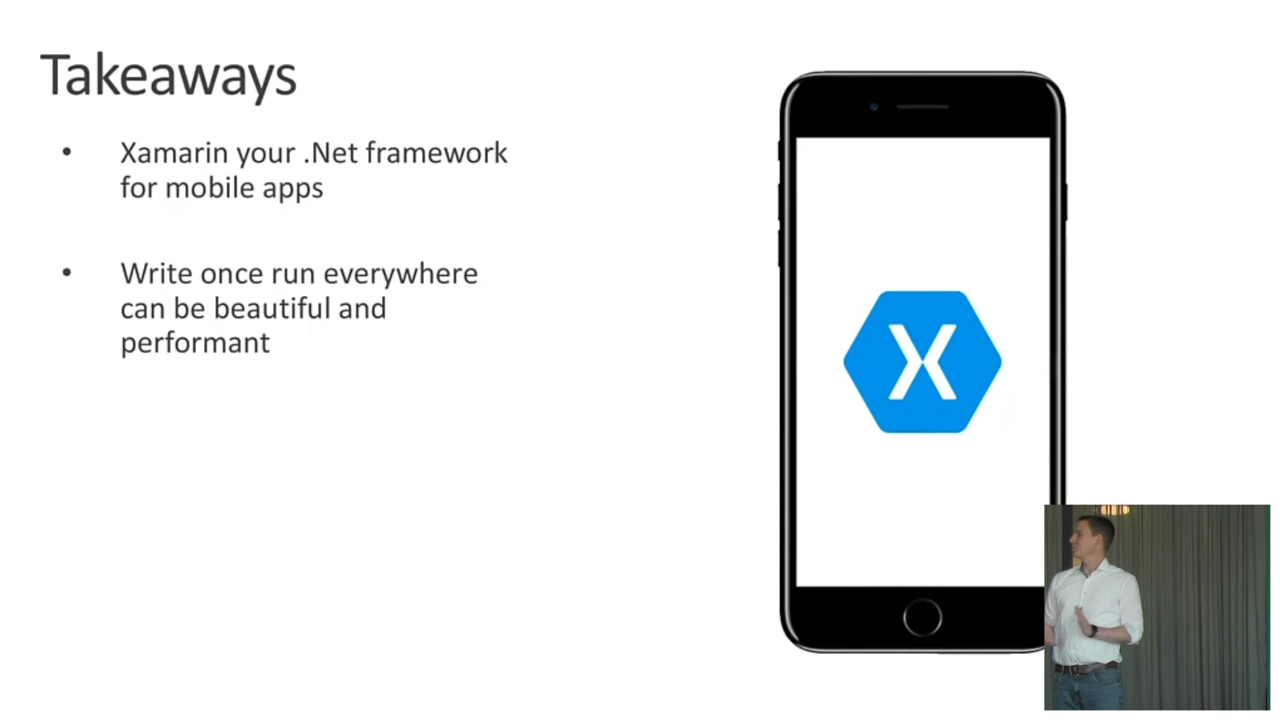 Takeaways
• Xamarin your .Net framework
for mobile apps
• Write once run everywhere
can be beautiful and
performant
X